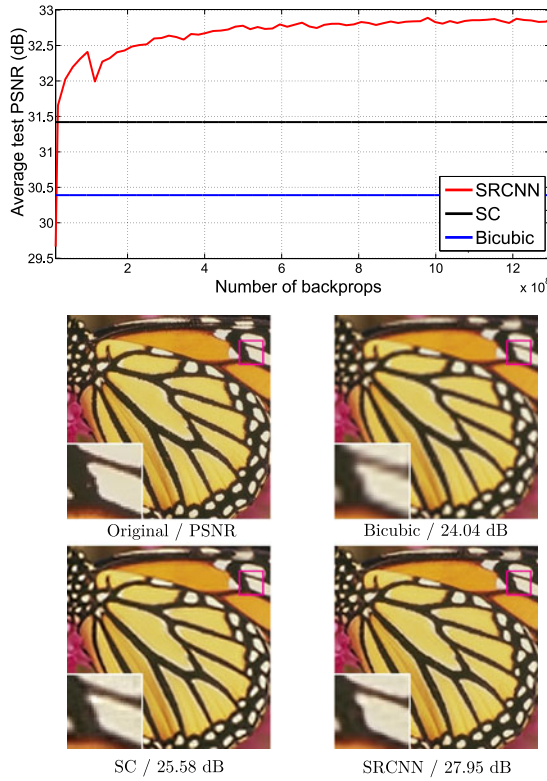 33
32.5
32
31.5
31
30.5
30
29.5
Average test PSNR (dB)
SRCNN
SC
Bicubic
2 4 6 8 10 12
Number of backprops
Original / PSNR
Bicubic / 24.04 dB
SC / 25.58 dB
SRCNN / 27.95 dB